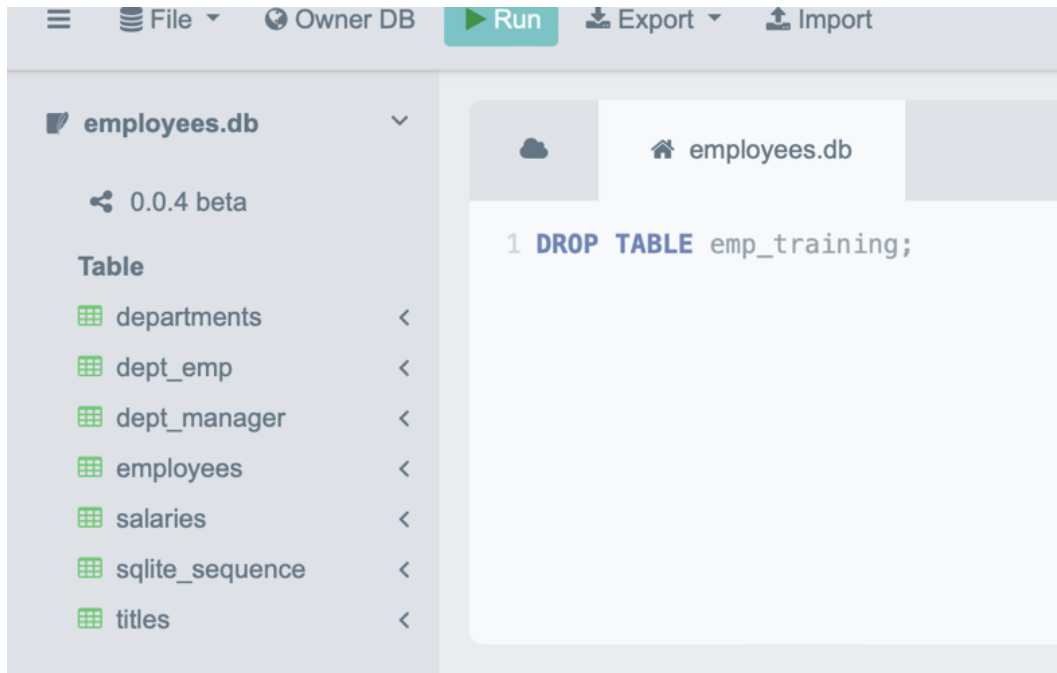 File Owner DB Run Export Import
employees.db
0.0.4 beta
Table
departments
dept_emp
dept_manager
employees
salaries
sqlite_sequence
titles
employees.db
1 DROP TABLE emp_training;